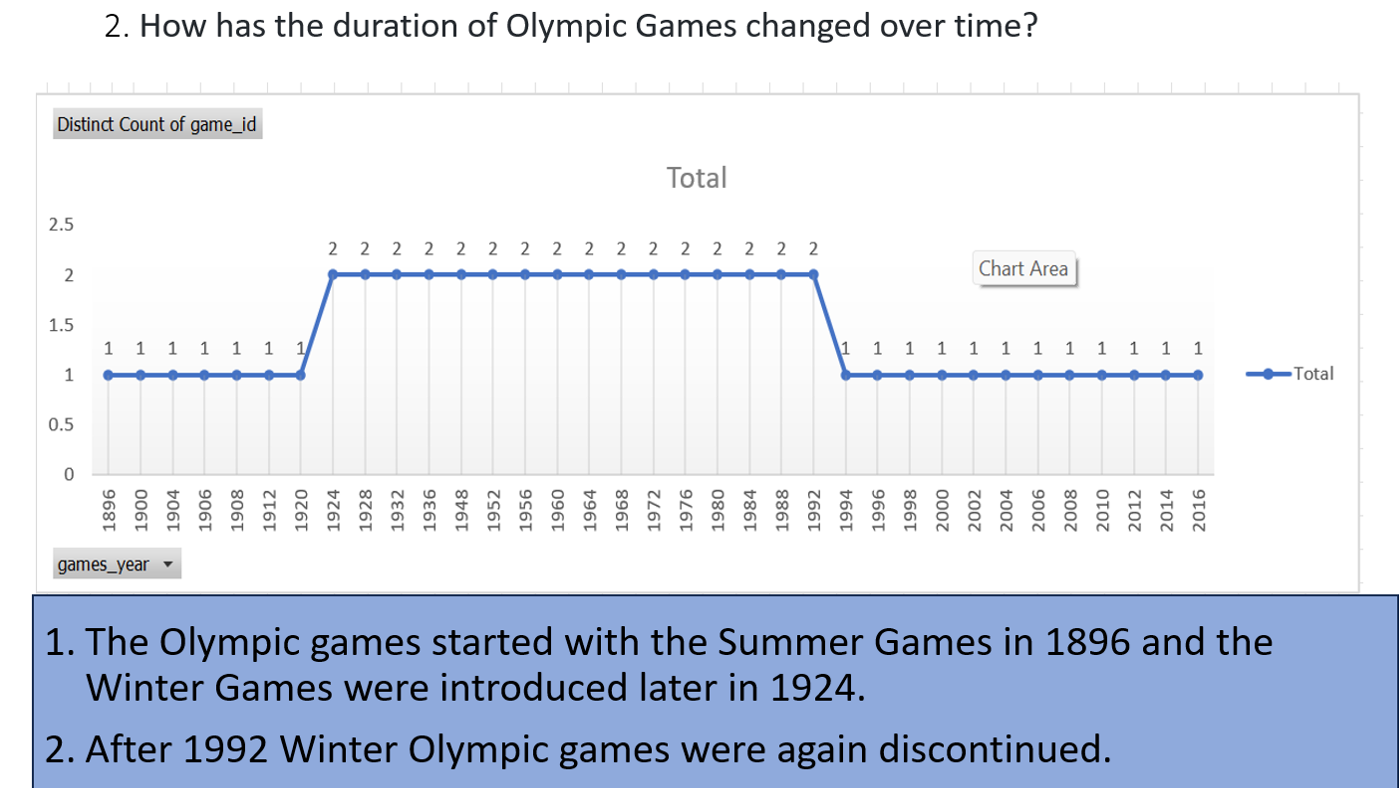 2. How has the duration of Olympic Games changed over time?
Distinct Count of game_id
Total
2.5
2 2 2 2 2 2 2 2 2 2 2 2 2 2 2 2
Chart Area
2
1.5
1 1 1 1 1 1 1 1 1 1 1 1 1 1 1 1 1 1 1
1
Total
0.5
0
1896 1900 1904 1906 1908 1912 1920 1924 1928 1932 1936 1948 1952 1956 1960 1964 1968 1972 1976 1980 1984 1988 1992 1994 1996 1998 2000 2002 2004 2006 2008 2010 2012 2014 2016
games_year
1. The Olympic games started with the Summer Games in 1896 and the
Winter Games were introduced later in 1924.
2. After 1992 Winter Olympic games were again discontinued.